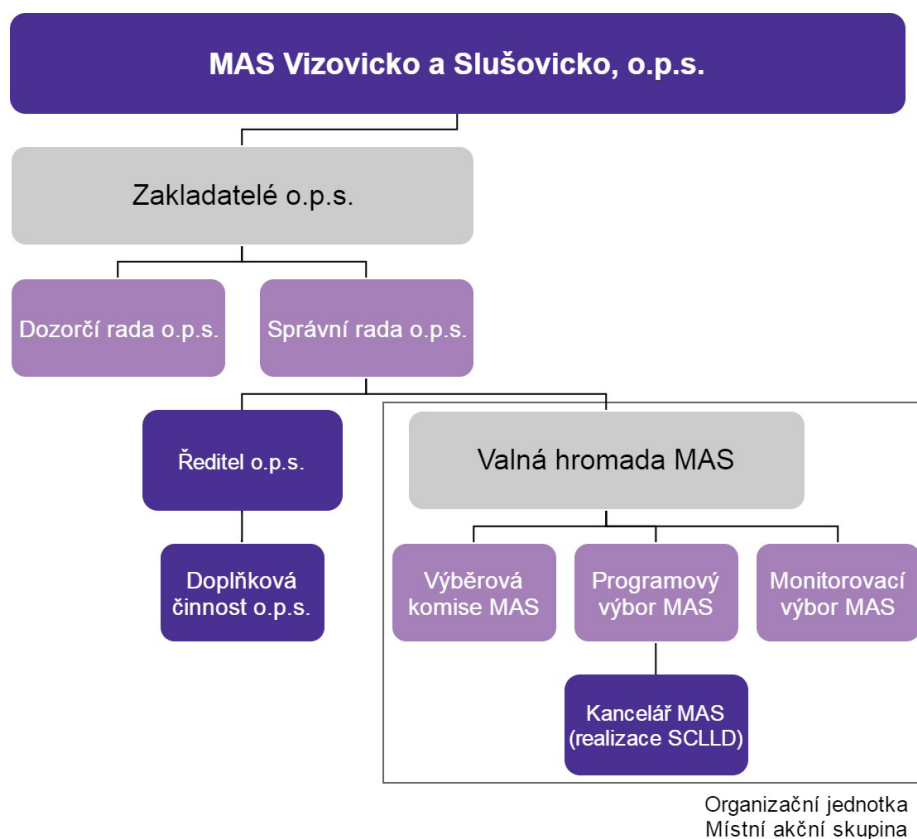 MAS Vizovicko a Slušovicko, o.p.s.
Zakladatelé o.p.s.
Dozorčí rada o.p.s.
Správní rada o.p.s.
Ředitel o.p.s.
Valná hromada MAS
Doplňková
činnost o.p.s.
Výběrová
komise MAS
Programový
výbor MAS
Monitorovací
výbor MAS
Kancelář MAS
(realizace SCLLD)
Organizační jednotka
Místní akční skupina